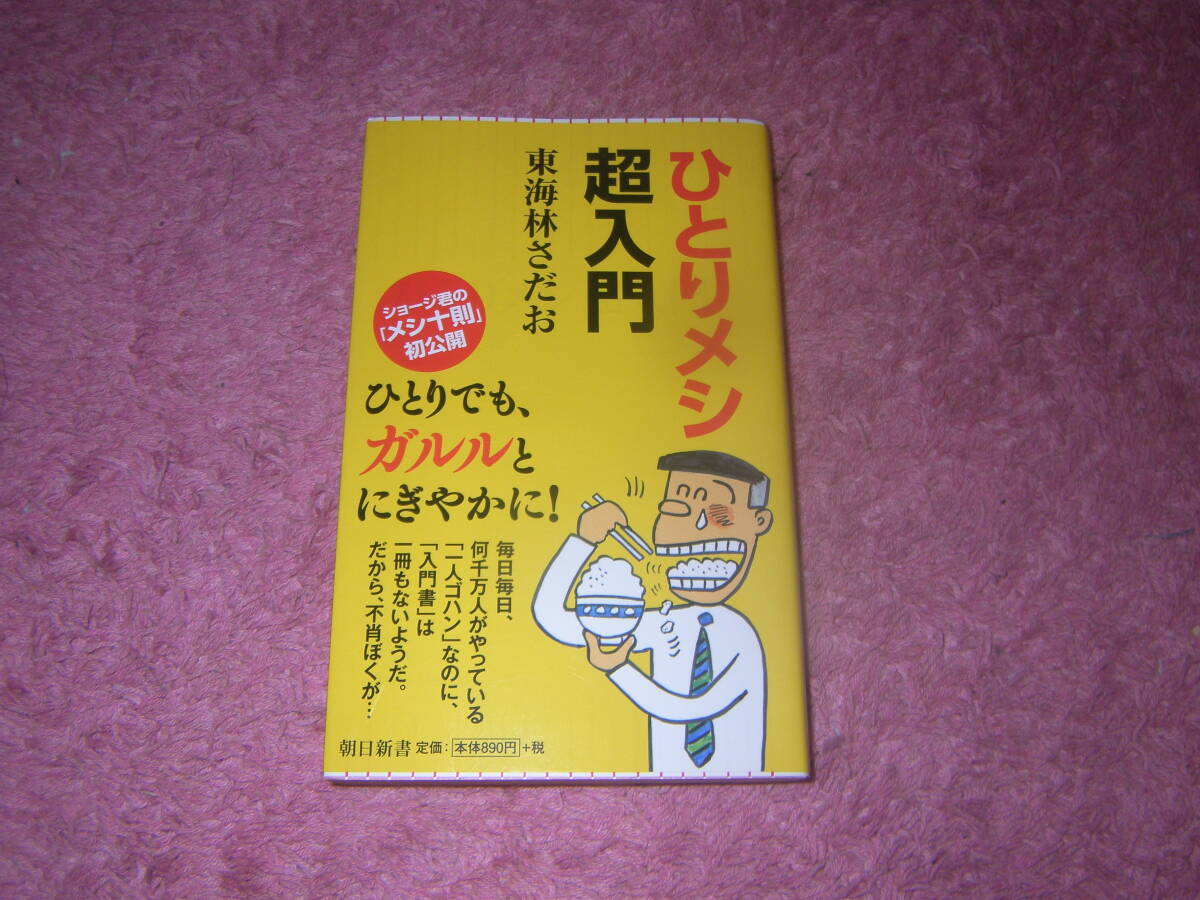 ひとりメシ
超入門
東海林さだお
ショージ君の
「メシ十則」
初公開
ひとりでも、
ガルルと
にぎやかに!
毎日毎日、
何千万人がやっている
「一人ゴハン」なのに、
「入門書」は
一冊もないようだ。
だから、不肖ぼくが…
朝日新書 定価:本体890円+税